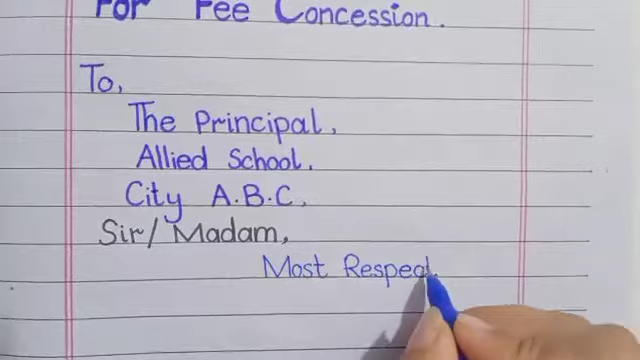 For Fee Concession.
To,
The Principal,
Allied School.
City A.B.C,
Sir/Madam,
Most Respect